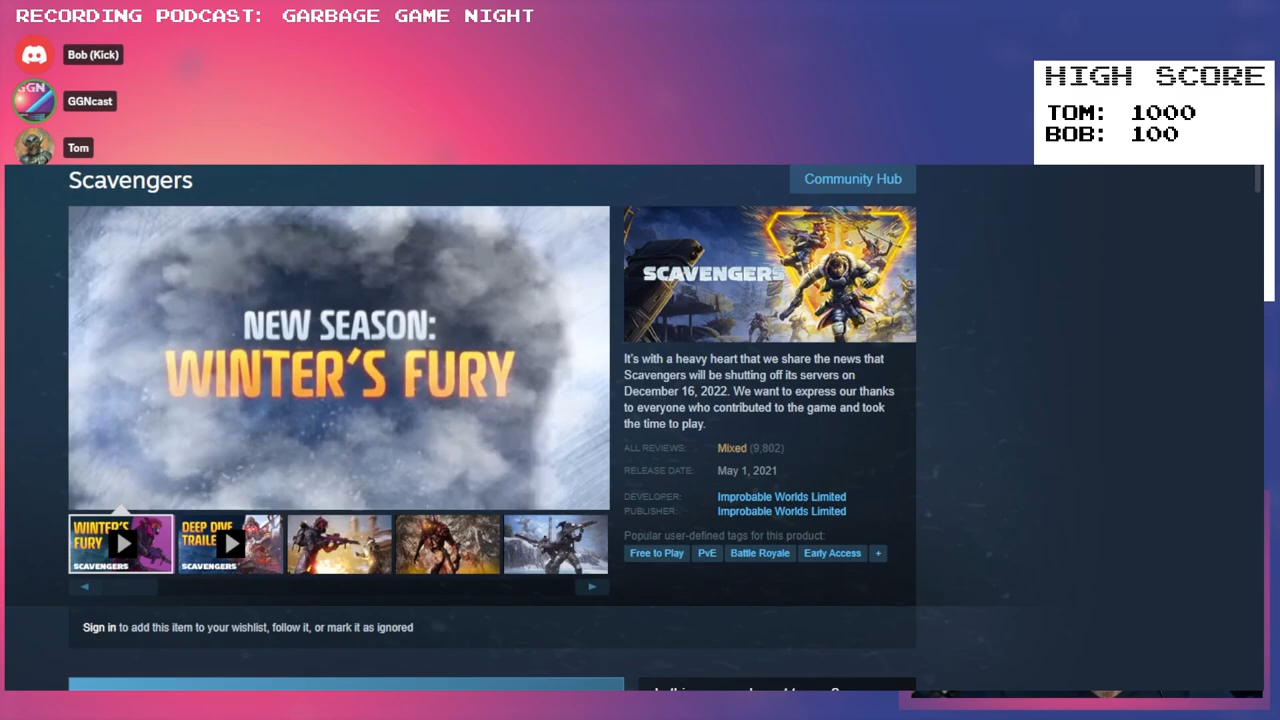 RECORDING PODCAST: GARBAGE GAME NIGHT
Bob (Kick)
GGN
GGNcast
Tom
HIGH SCORE
TOM: 1000
BOB: 100
Scavengers
Community Hub
NEW SEASON:
WINTER'S FURY
SCAVENGERS
It's with a heavy heart that we share the news that
Scavengers will be shutting off its servers on
December 16, 2022. We want to express our thanks
to everyone who contributed to the game and took
the time to play.
ALL REVIEWS: Mixed (9,802)
RELEASE DATE: May 1, 2021
DEVELOPER: Improbable Worlds Limited
PUBLISHER: Improbable Worlds Limited
Popular user-defined tags for this product:
Free to Play PvE Battle Royale Early Access +
WINTER'S
FURY
SCAVENGERS
DEEP DIVE
TRAILE
SCAVENGERS
Sign in to add this item to your wishlist, follow it, or mark it as ignored